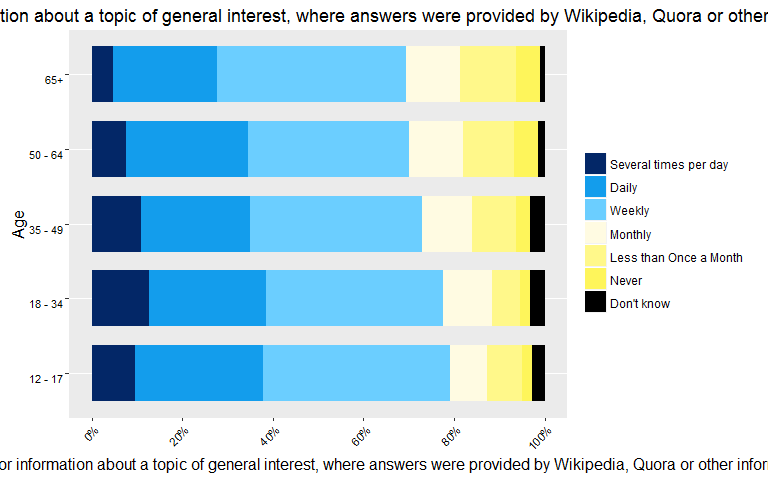 tion about a topic of general interest, where answers were provided by Wikipedia, Quora or other
65+
50 - 64
35 - 49
18 - 34
12 - 17
Age
0%
20%
40%
60%
80%
100%
Several times per day
Daily
Weekly
Monthly
Less than Once a Month
Never
Don't know
or information about a topic of general interest, where answers were provided by Wikipedia, Quora or other infor